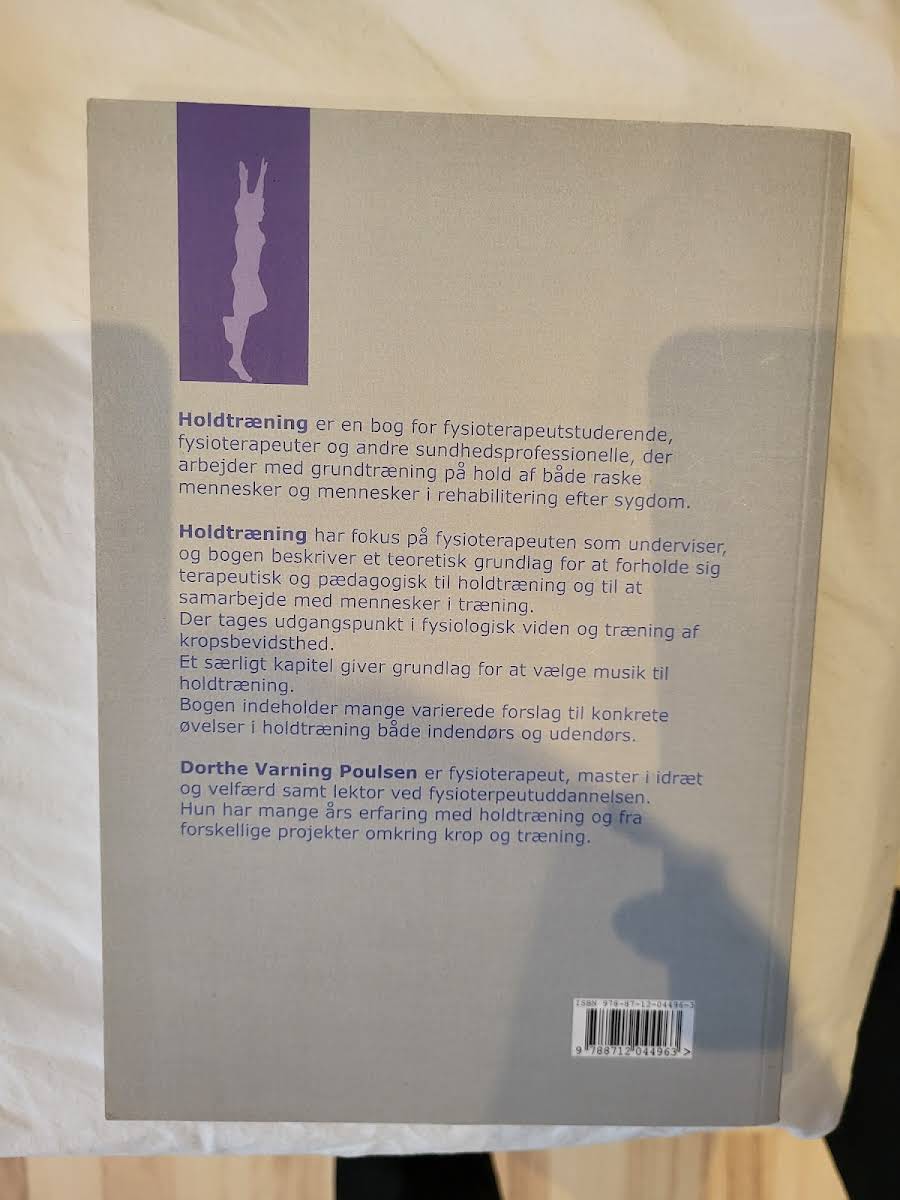 Holdtræning er en bog for fysioterapeutstuderende,
fysioterapeuter og andre sundhedsprofessionelle, der
arbejder med grundtræning på hold af både raske
mennesker og mennesker i rehabilitering efter sygdom.
Holdtræning har fokus på fysioterapeuten som underviser,
og bogen beskriver et teoretisk grundlag for at forholde sig
terapeutisk og pædagogisk til holdtræning og til at
samarbejde med mennesker i træning.
Der tages udgangspunkt i fysiologisk viden og træning af
kropsbevidsthed.
Et særligt kapitel giver grundlag for at vælge musik til
holdtræning.
Bogen indeholder mange varierede forslag til konkrete
øvelser i holdtræning både indendørs og udendørs.
Dorthe Varning Poulsen er fysioterapeut, master i idræt
og velfærd samt lektor ved fysioterpeutuddannelsen.
Hun har mange års erfaring med holdtræning og fra
forskellige projekter omkring krop og træning.
ISBN 978-87-12-04496-3
9 788712 044963 >